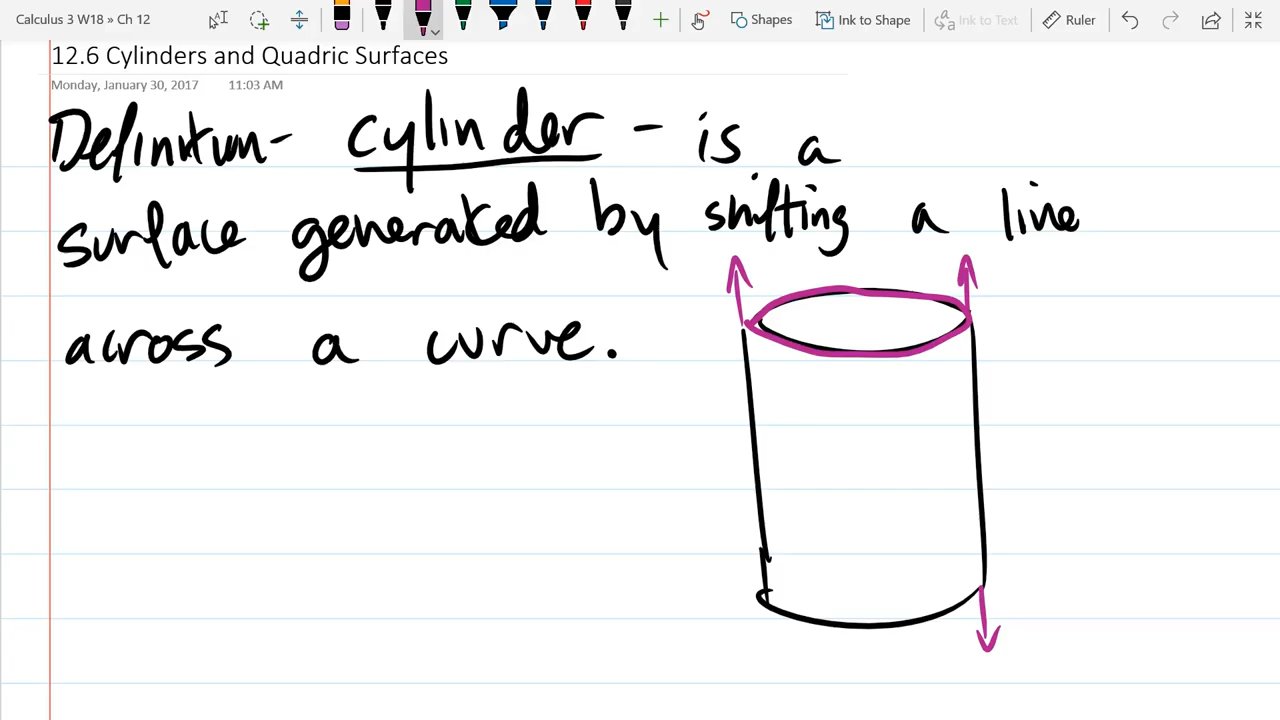 Calculus 3 W18 » Ch 12
Shapes
Ink to Shape
Ink to Text
Ruler
12.6 Cylinders and Quadric Surfaces
Monday, January 30, 2017 11:03 AM
Definition- cylinder - is a
surface generated by shifting a line
across a curve.